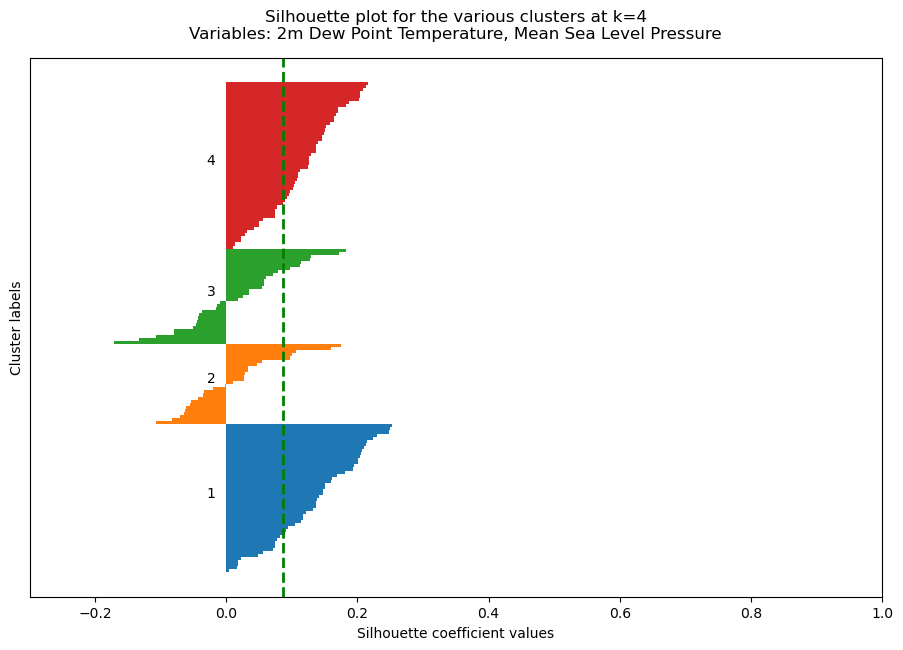 Silhouette plot for the various clusters at k=4
Variables: 2m Dew Point Temperature, Mean Sea Level Pressure
Cluster labels
4
3
2
1
−0.2
0.0
0.2
0.4
0.6
0.8
1.0
Silhouette coefficient values